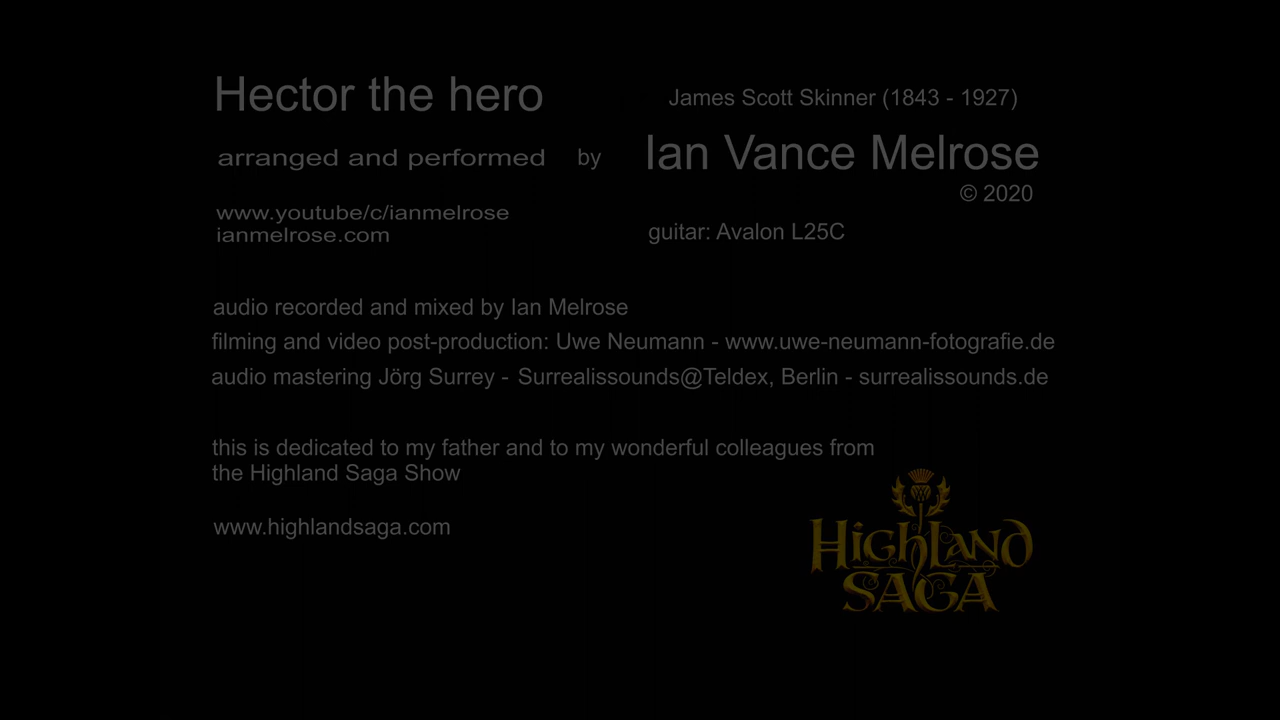 Hector the hero
James Scott Skinner (1843 - 1927)
arranged and performed by Ian Vance Melrose
© 2020
www.youtube/c/ianmelrose
ianmelrose.com
guitar: Avalon L25C
audio recorded and mixed by Ian Melrose
filming and video post-production: Uwe Neumann - www.uwe-neumann-fotografie.de
audio mastering Jörg Surrey - Surrealissounds@Teldex, Berlin - surrealissounds.de
this is dedicated to my father and to my wonderful colleagues from
the Highland Saga Show
www.highlandsaga.com
HIGHLAND
SAGA